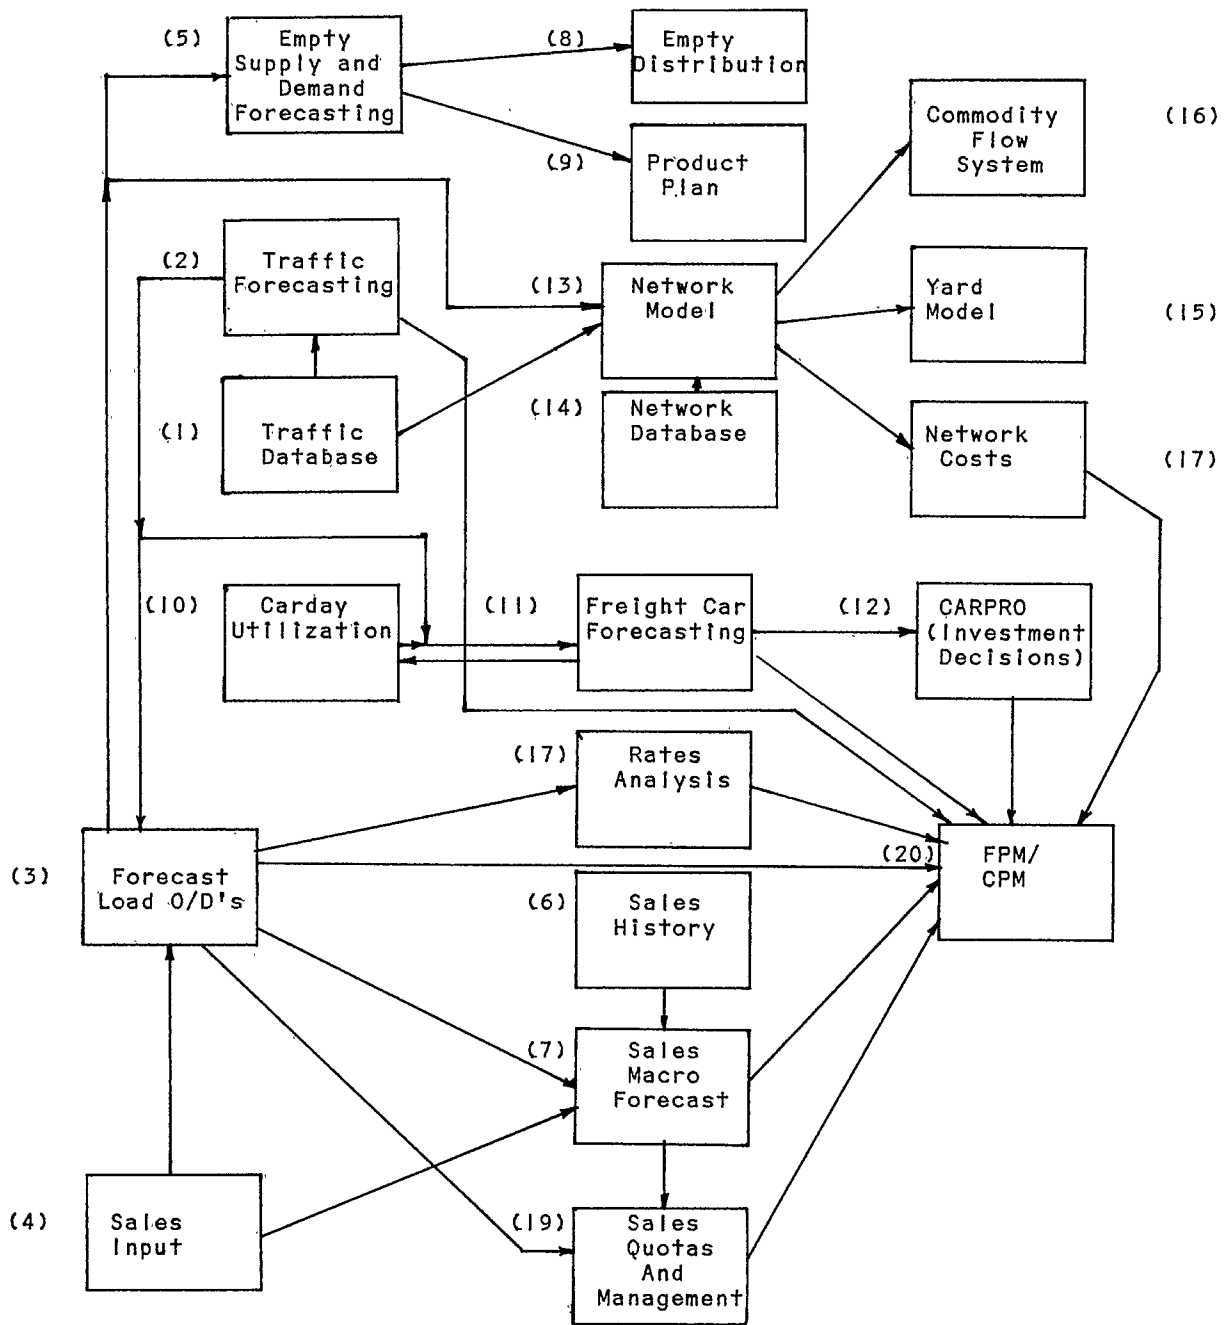 (5)
Empty
Supply and
Demand
Forecasting
(8)
Empty
Distribution
(9)
Product
Plan
Commodity
Flow
System
(16)
(2)
Traffic
Forecasting
(13)
Network
Model
Yard
Model
(15)
(1)
Traffic
Database
(14)
Network
Database
Network
Costs
(17)
(10)
Carday
Utilization
(11)
Freight Car
Forecasting
(12)
CARPRO
(Investment
Decisions)
(17)
Rates
Analysis
(3)
Forecast
Load O/D's
(20)
FPM/
CPM
(6)
Sales
History
(7)
Sales
Macro
Forecast
(4)
Sales
Input
(19)
Sales
Quotas
And
Management